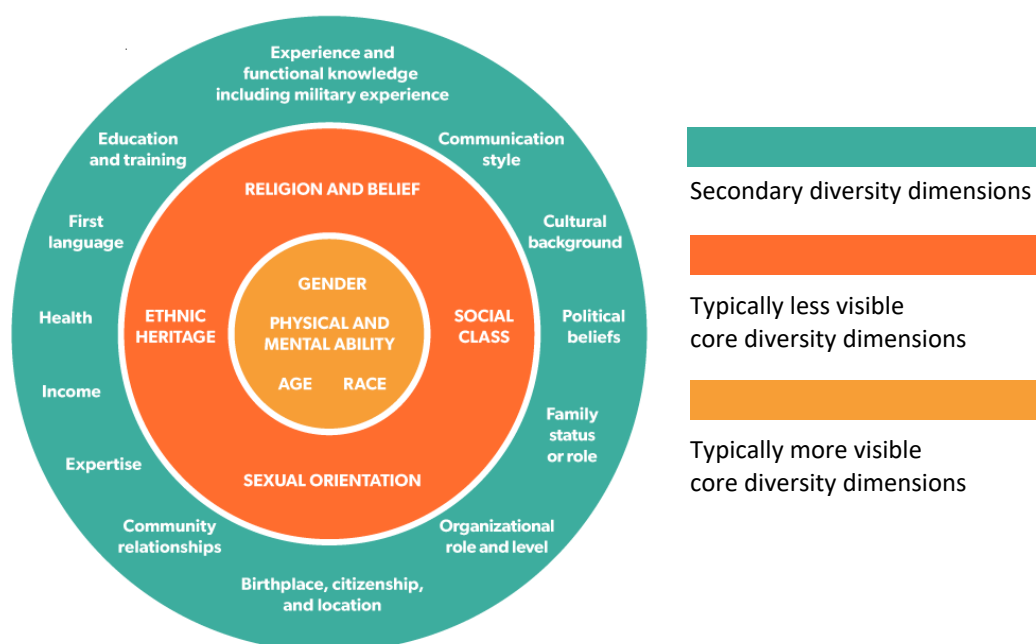 Experience and
functional knowledge
including military experience
Education
and training
Communication
style
RELIGION AND BELIEF
First
language
Cultural
background
GENDER
Health
ETHNIC
HERITAGE
PHYSICAL AND
MENTAL ABILITY
SOCIAL
CLASS
Political
beliefs
AGE RACE
Income
Family
status
or role
Expertise
SEXUAL ORIENTATION
Community
relationships
Organizational
role and level
Birthplace, citizenship,
and location
Secondary diversity dimensions
Typically less visible
core diversity dimensions
Typically more visible
core diversity dimensions